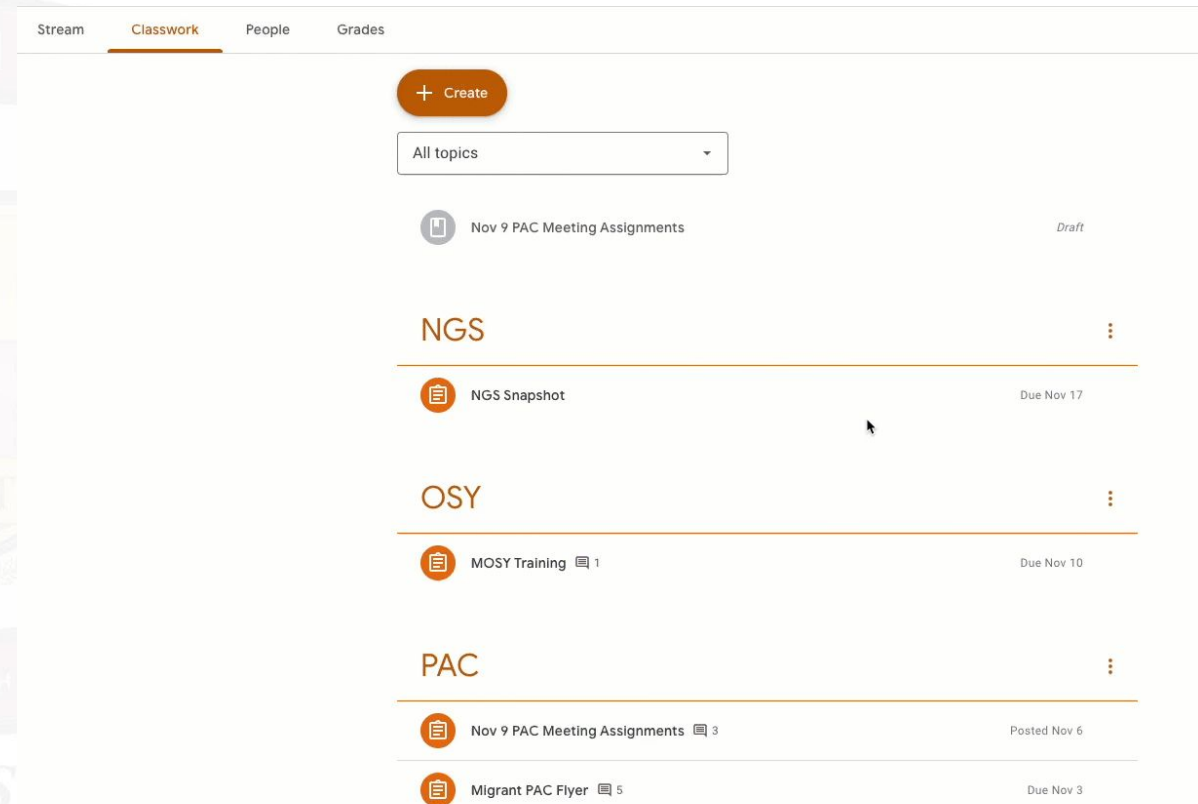 Stream Classwork People Grades
+ Create
All topics
Nov 9 PAC Meeting Assignments Draft
NGS
NGS Snapshot Due Nov 17
OSY
MOSY Training 1 Due Nov 10
PAC
Nov 9 PAC Meeting Assignments 3 Posted Nov 6
Migrant PAC Flyer 5 Due Nov 3